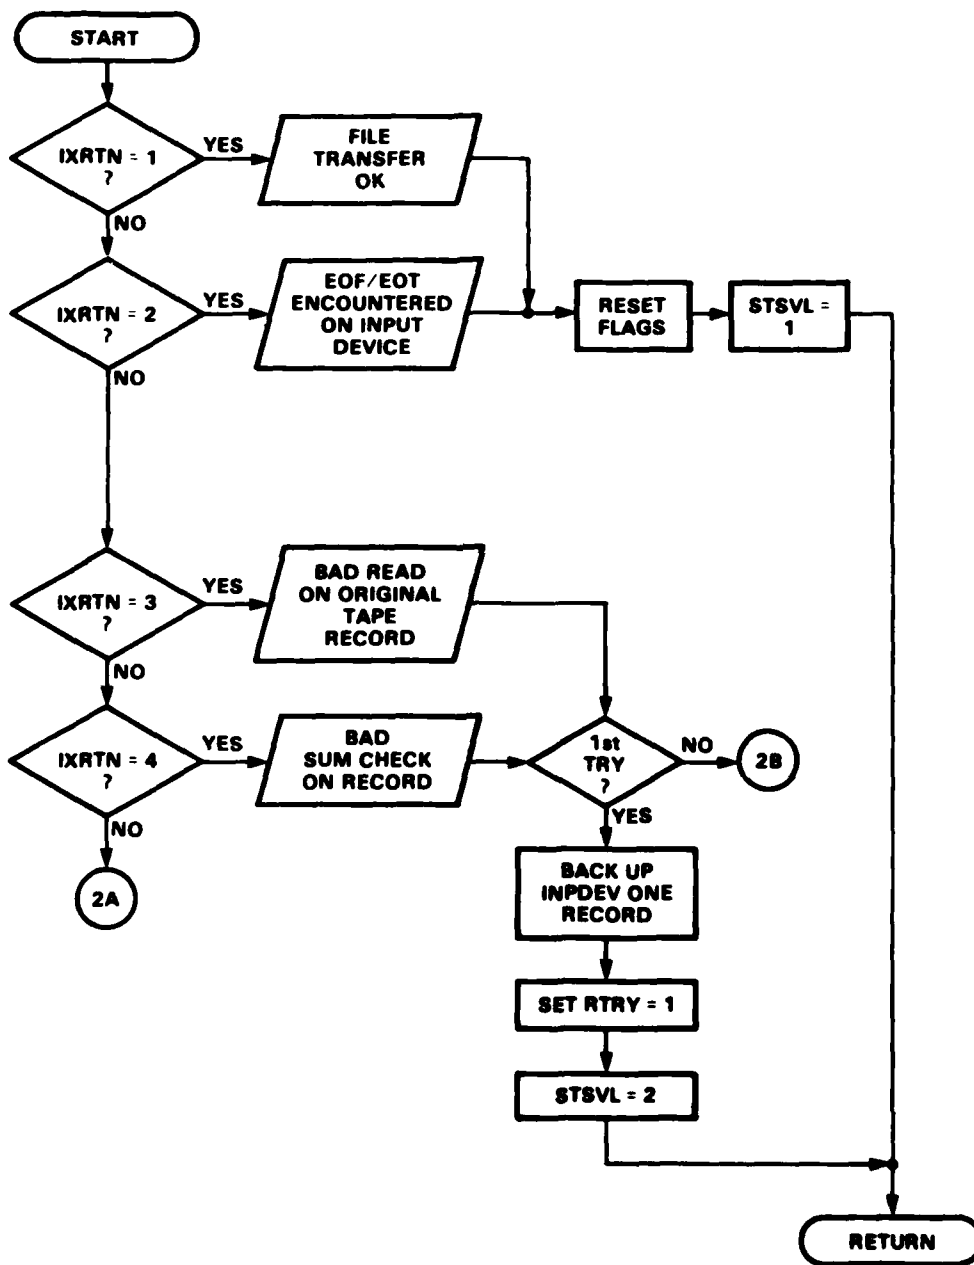 START
IXRTN = 1
?
YES
FILE
TRANSFER
OK
NO
IXRTN = 2
?
YES
EOF/EOT
ENCOUNTERED
ON INPUT
DEVICE
RESET
FLAGS
STSVL =
1
NO
IXRTN = 3
?
YES
BAD READ
ON ORIGINAL
TAPE
RECORD
NO
IXRTN = 4
?
YES
BAD
SUM CHECK
ON RECORD
1st
TRY
?
NO
2B
NO
2A
YES
BACK UP
INPDEV ONE
RECORD
SET RTRY = 1
STSVL = 2
RETURN